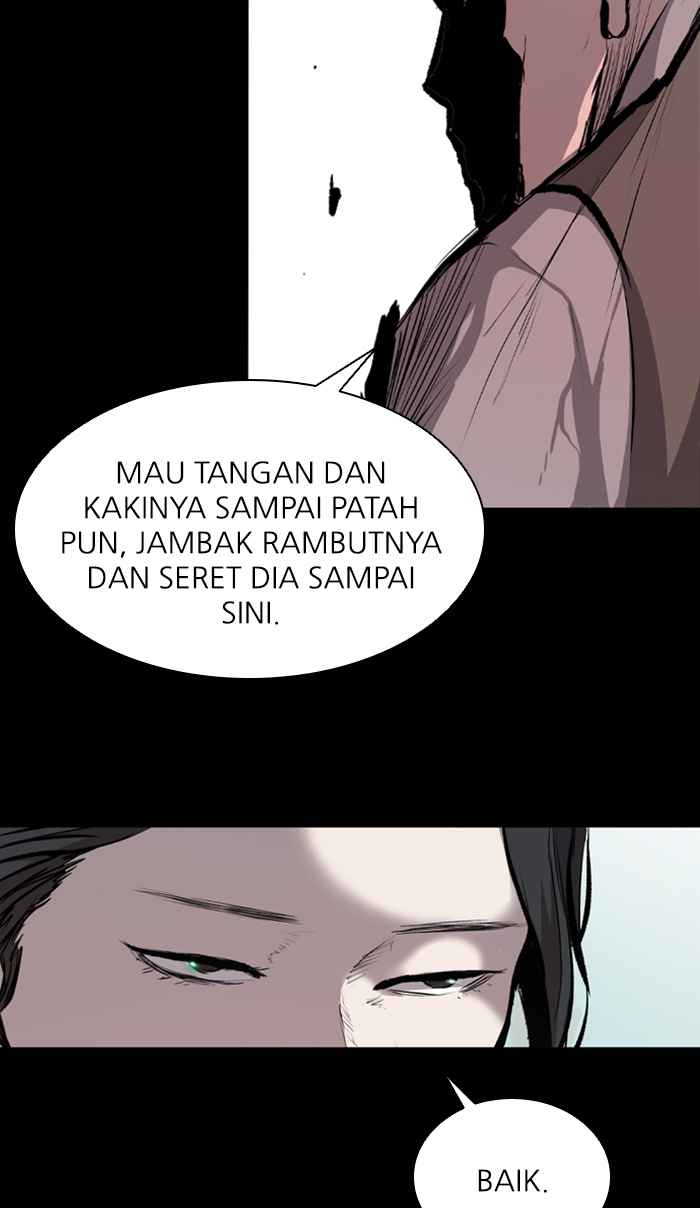 MAU TANGAN DAN
KAKINYA SAMPAI PATAH
PUN, JAMBAK RAMBUTNYA
DAN SERET DIA SAMPAI
SINI.
BAIK.